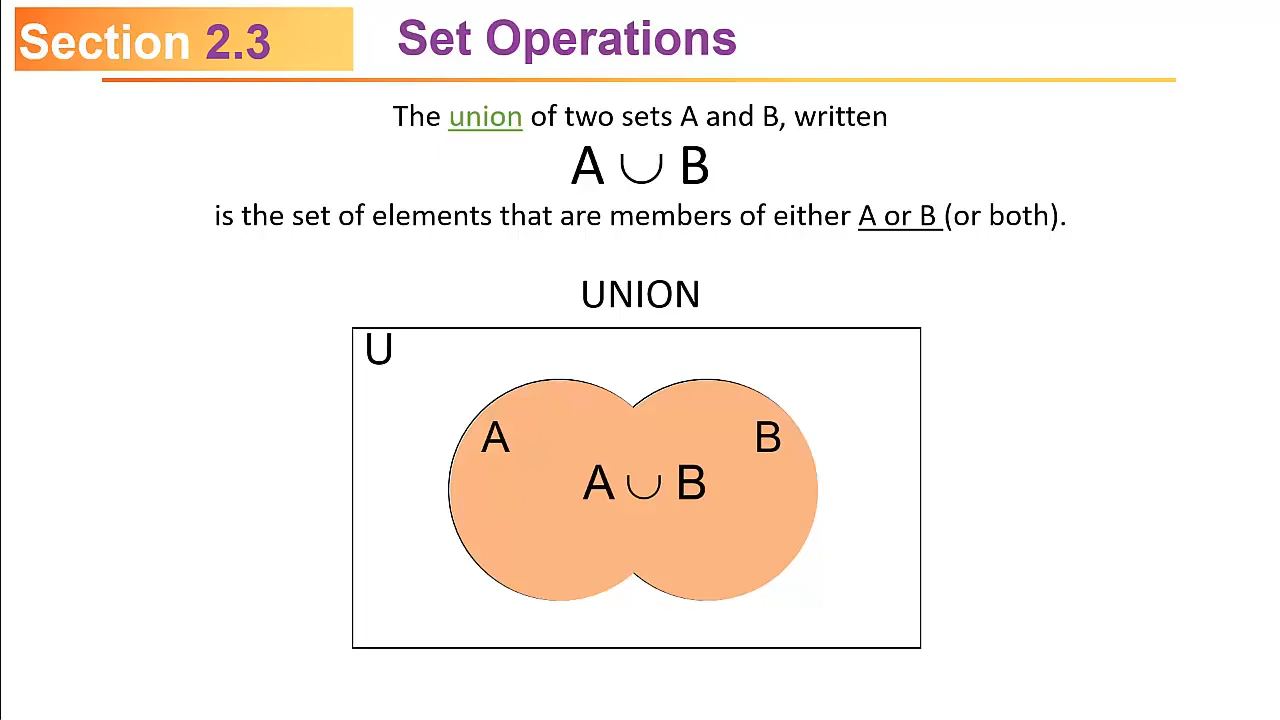 Section 2.3
Set Operations
The union of two sets A and B, written
A ∪ B
is the set of elements that are members of either A or B (or both).
UNION
U
A
B
A ∪ B